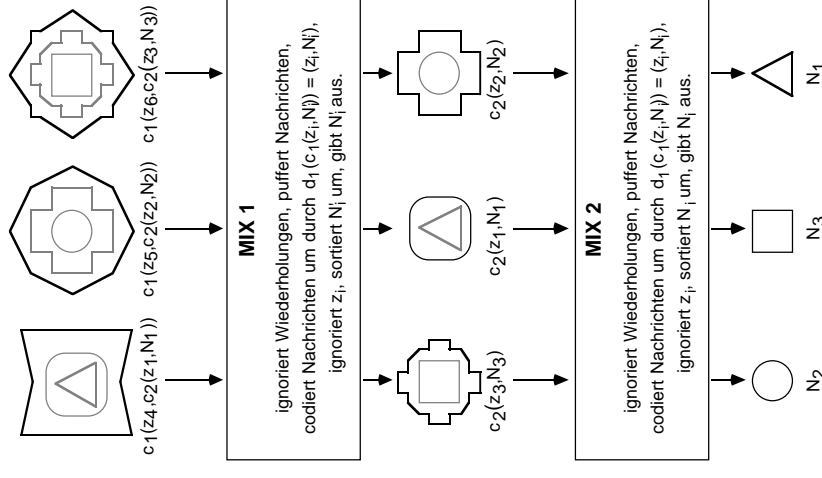 c₁(z₄,c₂(z₁,N₁)) c₁(z₅,c₂(z₂,N₂)) c₁(z₆,c₂(z₃,N₃))
MIX 1
ignoriert Wiederholungen, puffert Nachrichten,
codiert Nachrichten um durch d₁(c₁(zᵢ,N'ᵢ)) = (zᵢ,N'ᵢ),
ignoriert zᵢ, sortiert N'ᵢ um, gibt N'ᵢ aus.
c₂(z₃,N₃) c₂(z₁,N₁) c₂(z₂,N₂)
MIX 2
ignoriert Wiederholungen, puffert Nachrichten,
codiert Nachrichten um durch d₁(c₁(zᵢ,Nᵢ)) = (zᵢ,Nᵢ),
ignoriert zᵢ, sortiert Nᵢ um, gibt Nᵢ aus.
N₂ N₃ N₁